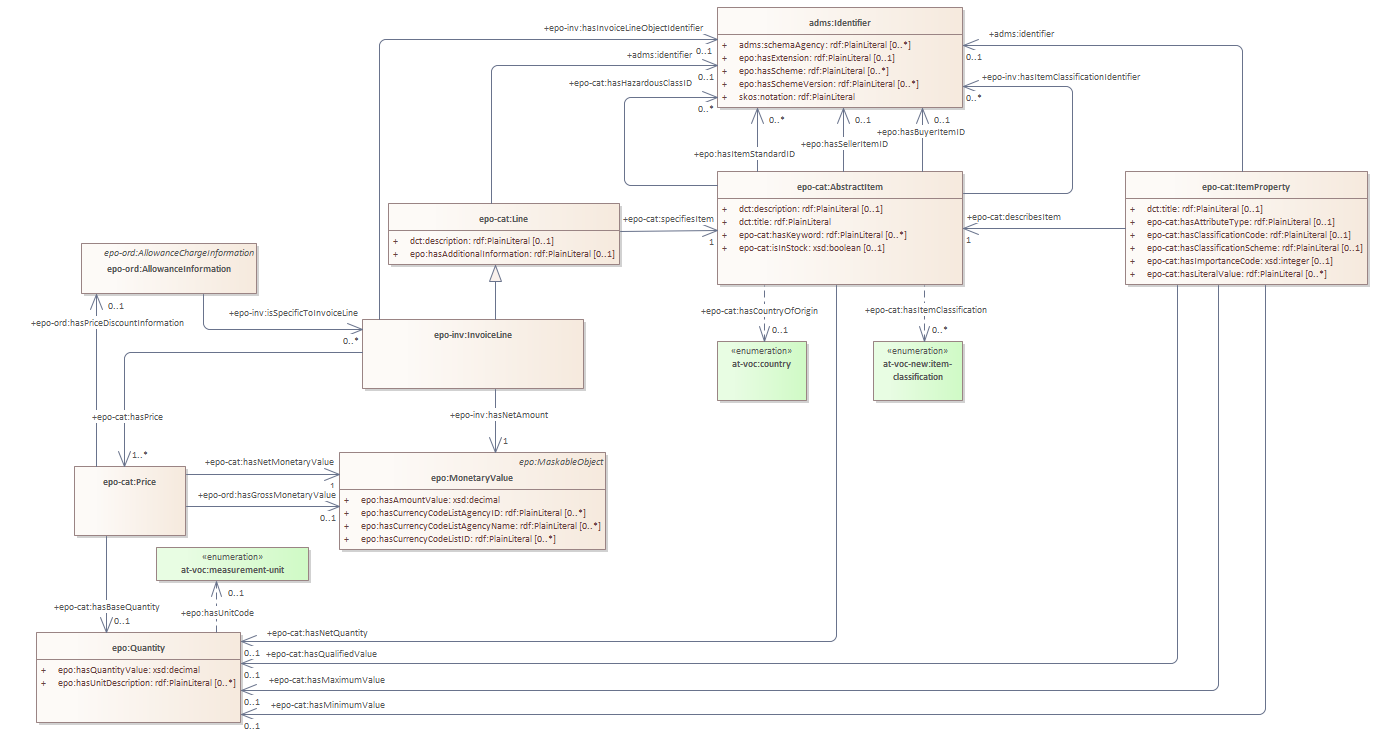 +epo-inv:hasInvoiceLineObjectIdentifier
0..1
+adms:identifier
0..1
+epo-cat:hasHazardousClassID
0..*
adms:Identifier
+ adms:schemaAgency: rdf:PlainLiteral [0..*]
+ epo:hasExtension: rdf:PlainLiteral [0..1]
+ epo:hasScheme: rdf:PlainLiteral [0..*]
+ epo:hasSchemeVersion: rdf:PlainLiteral [0..*]
+ skos:notation: rdf:PlainLiteral
+adms:identifier
0..1
+epo-inv:hasItemClassificationIdentifier
0..*
0..*
+epo:hasItemStandardID
0..1
+epo:hasSellerItemID
0..1
+epo:hasBuyerItemID
epo-cat:Line
+ dct:description: rdf:PlainLiteral [0..1]
+ epo:hasAdditionalInformation: rdf:PlainLiteral [0..1]
+epo-cat:specifiesItem
1
epo-cat:AbstractItem
+ dct:description: rdf:PlainLiteral [0..1]
+ dct:title: rdf:PlainLiteral
+ epo-cat:hasKeyword: rdf:PlainLiteral [0..*]
+ epo-cat:isInStock: xsd:boolean [0..1]
+epo-cat:describesItem
1
epo-cat:ItemProperty
+ dct:title: rdf:PlainLiteral [0..1]
+ epo-cat:hasAttributeType: rdf:PlainLiteral [0..1]
+ epo-cat:hasClassificationCode: rdf:PlainLiteral [0..1]
+ epo-cat:hasClassificationScheme: rdf:PlainLiteral [0..1]
+ epo-cat:hasImportanceCode: xsd:integer [0..1]
+ epo-cat:hasLiteralValue: rdf:PlainLiteral [0..*]
epo-ord:AllowanceChargeInformation
epo-ord:AllowanceInformation
0..1
+epo-ord:hasPriceDiscountInformation
+epo-inv:isSpecificToInvoiceLine
0..*
epo-inv:InvoiceLine
+epo-cat:hasCountryOfOrigin
0..1
«enumeration»
at-voc:country
+epo-cat:hasItemClassification
0..*
«enumeration»
at-voc-new:item-
classification
+epo-cat:hasPrice
1..*
+epo-inv:hasNetAmount
1
epo-cat:Price
+epo-cat:hasNetMonetaryValue
1
+epo-ord:hasGrossMonetaryValue
0..1
epo:MaskableObject
epo:MonetaryValue
+ epo:hasAmountValue: xsd:decimal
+ epo:hasCurrencyCodeListAgencyID: rdf:PlainLiteral [0..*]
+ epo:hasCurrencyCodeListAgencyName: rdf:PlainLiteral [0..*]
+ epo:hasCurrencyCodeListID: rdf:PlainLiteral [0..*]
«enumeration»
at-voc:measurement-unit
0..1
+epo:hasUnitCode
+epo-cat:hasBaseQuantity
0..1
epo:Quantity
+ epo:hasQuantityValue: xsd:decimal
+ epo:hasUnitDescription: rdf:PlainLiteral [0..*]
+epo-cat:hasNetQuantity
0..1
+epo-cat:hasQualifiedValue
0..1
+epo-cat:hasMaximumValue
0..1
+epo-cat:hasMinimumValue
0..1